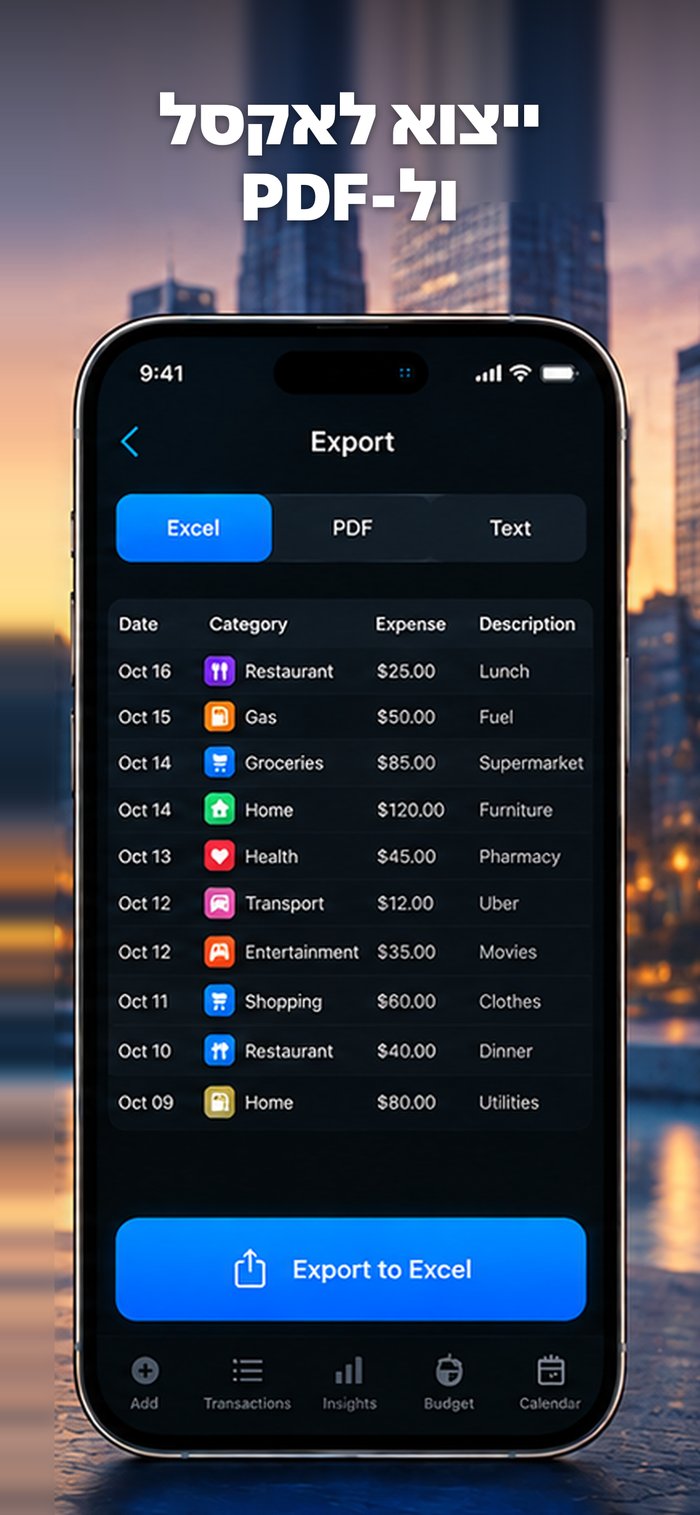 ייצוא לאקסל
ול-PDF
9:41
Export
Excel PDF Text
Date Category Expense Description
Oct 16 Restaurant $25.00 Lunch
Oct 15 Gas $50.00 Fuel
Oct 14 Groceries $85.00 Supermarket
Oct 14 Home $120.00 Furniture
Oct 13 Health $45.00 Pharmacy
Oct 12 Transport $12.00 Uber
Oct 12 Entertainment $35.00 Movies
Oct 11 Shopping $60.00 Clothes
Oct 10 Restaurant $40.00 Dinner
Oct 09 Home $80.00 Utilities
Export to Excel
Add Transactions Insights Budget Calendar